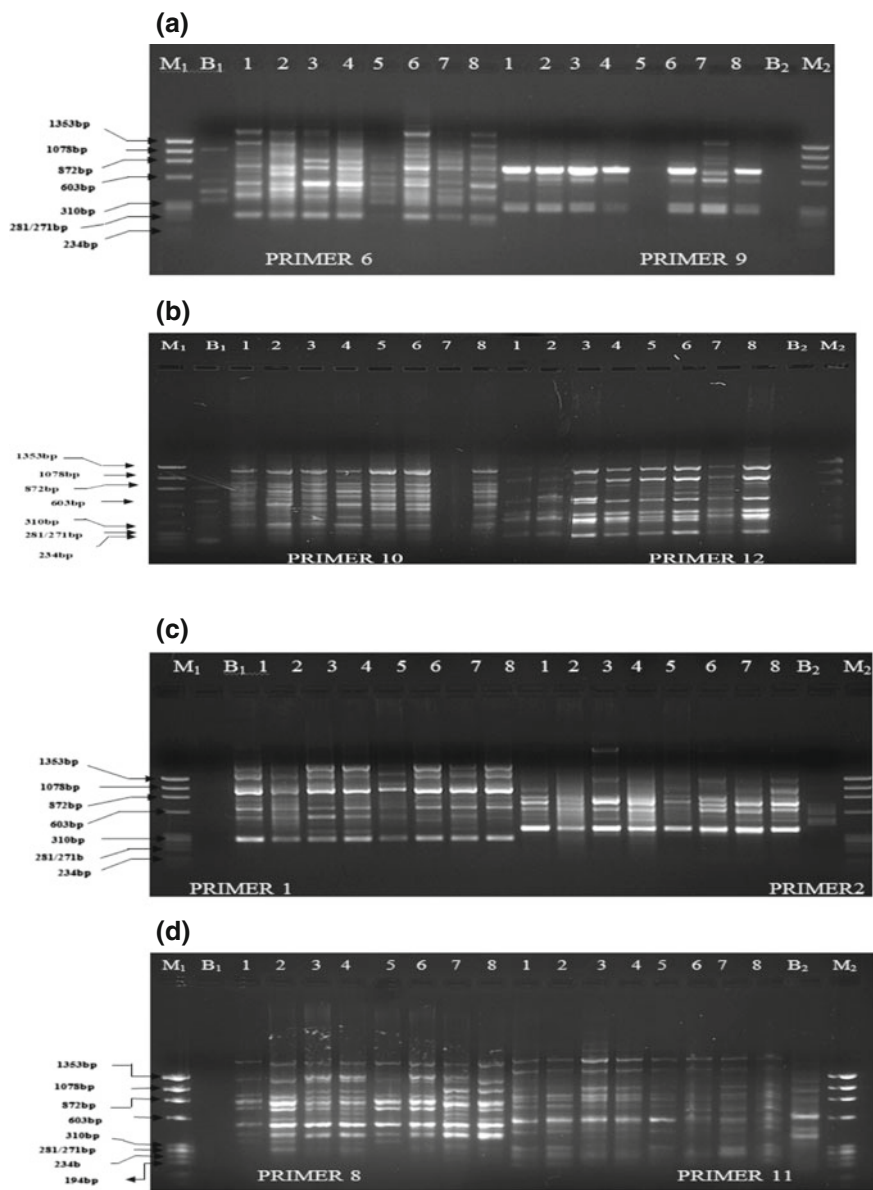 (a)
M1 B1 1 2 3 4 5 6 7 8 1 2 3 4 5 6 7 8 B2 M2
1353bp
1078bp
872bp
603bp
310bp
281/271bp
234bp
PRIMER 6 PRIMER 9
(b)
M1 B1 1 2 3 4 5 6 7 8 1 2 3 4 5 6 7 8 B2 M2
1353bp
1078bp
872bp
603bp
310bp
281/271bp
234bp
PRIMER 10 PRIMER 12
(c)
M1 B1 1 2 3 4 5 6 7 8 1 2 3 4 5 6 7 8 B2 M2
1353bp
1078bp
872bp
603bp
310bp
281/271b
234bp
PRIMER 1 PRIMER2
(d)
M1 B1 1 2 3 4 5 6 7 8 1 2 3 4 5 6 7 8 B2 M2
1353bp
1078bp
872bp
603bp
310bp
281/271bp
234b
194bp
PRIMER 8 PRIMER 11